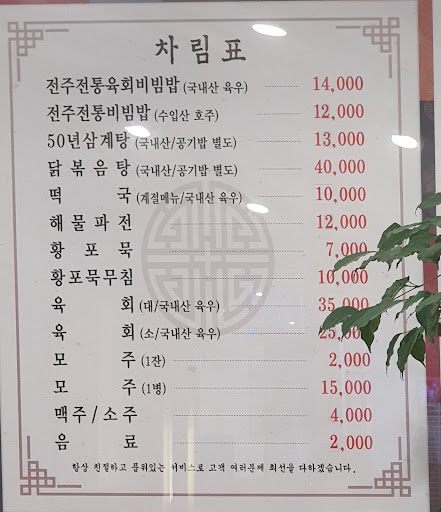 차림표
전주전통육회비빔밥 (국내산 육우) 14,000
전주전통비빔밥 (수입산 호주) 12,000
50년삼계탕 (국내산/공기밥 별도) 13,000
닭볶음탕 (국내산/공기밥 별도) 40,000
떡국 (계절메뉴/국내산 육우) 10,000
해물파전 12,000
황포묵 7,000
황포묵무침 10,000
육회 (대/국내산 육우) 35,000
육회 (소/국내산 육우) 25,000
모주 (1잔) 2,000
모주 (1병) 15,000
맥주/소주 4,000
음료 2,000
항상 친절하고 품위있는 서비스로 고객 여러분께 최선을 다하겠습니다.